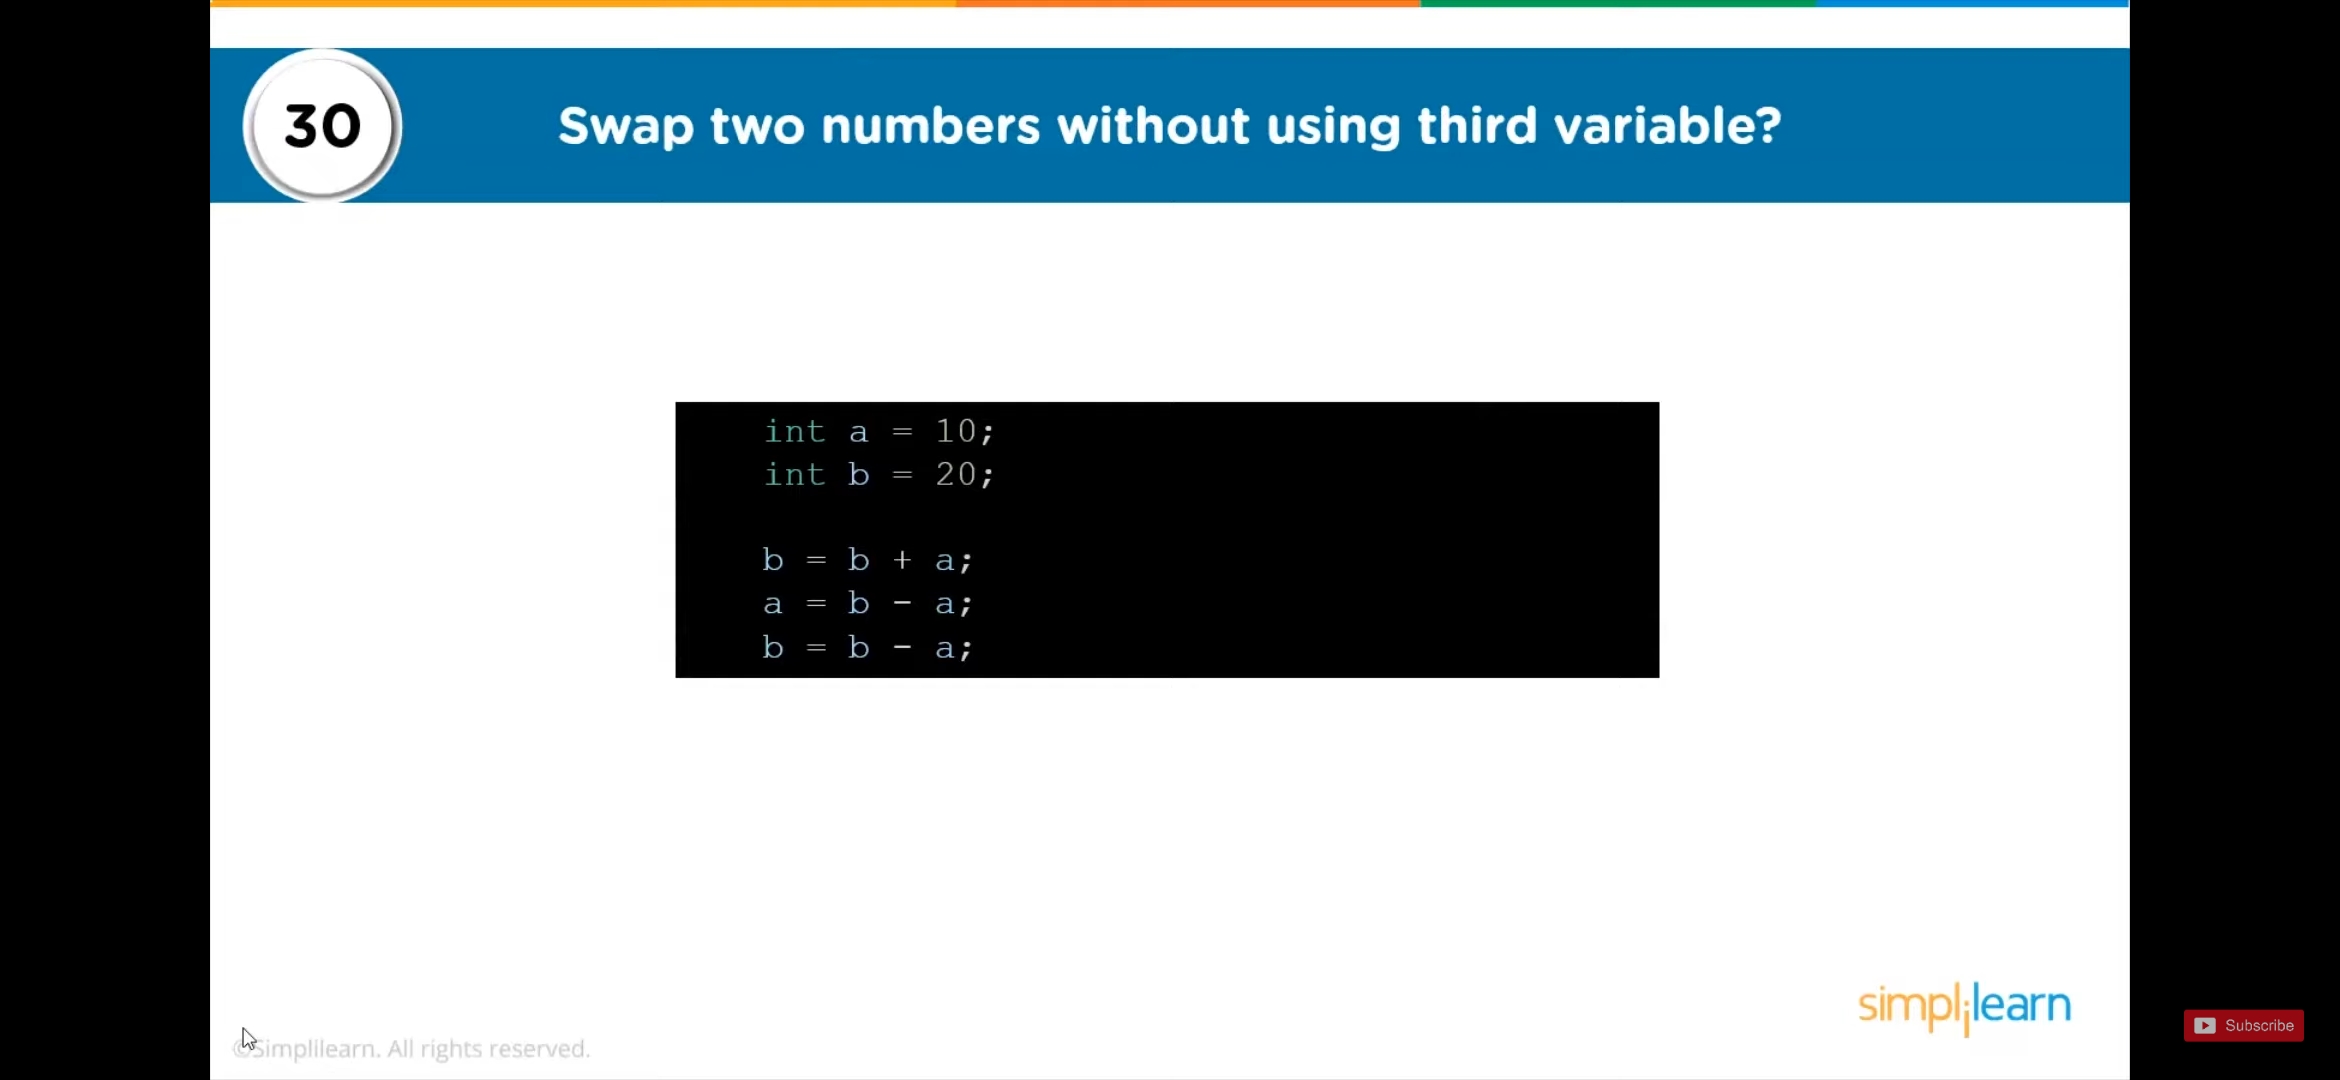 30
Swap two numbers without using third variable?
int a = 10;
int b = 20;
b = b + a;
a = b - a;
b = b - a;
simplilearn
©Simplilearn. All rights reserved.
Subscribe